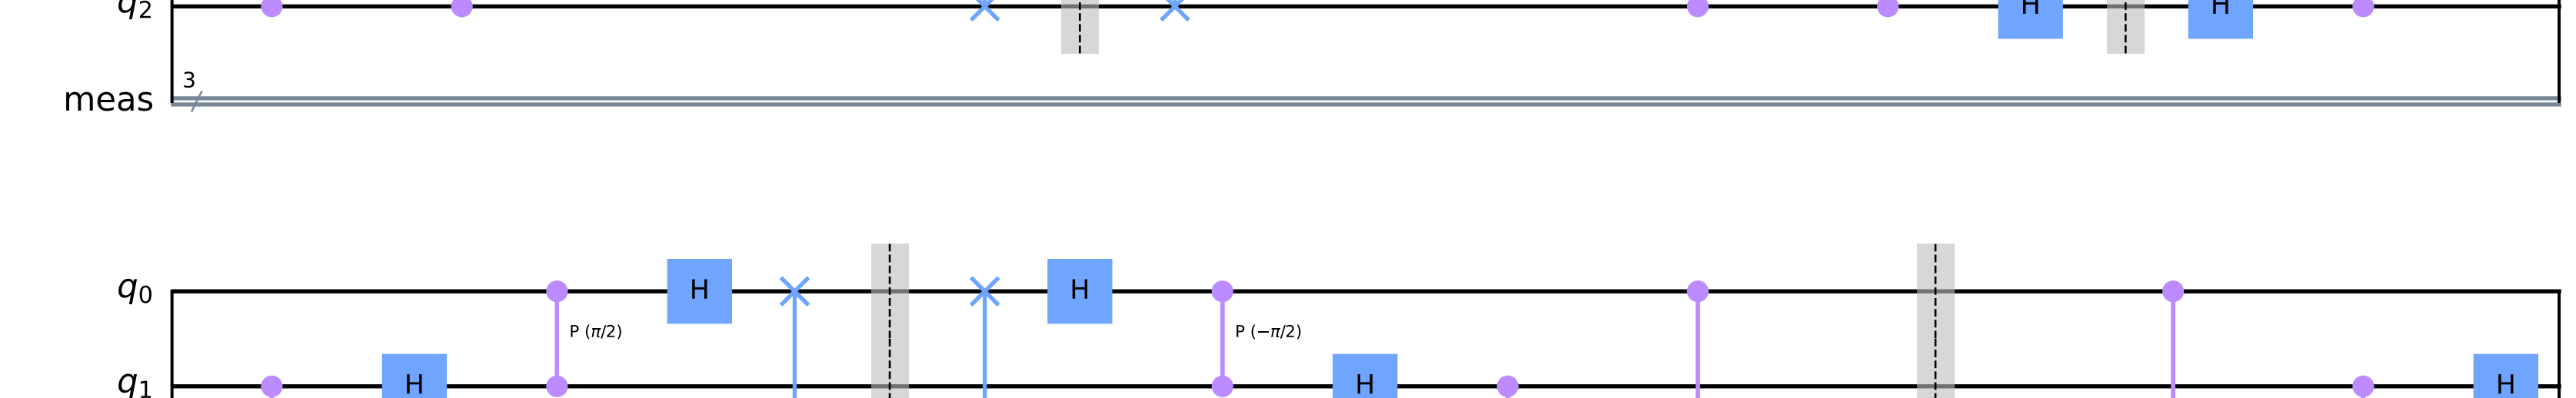 q2 H H
3
meas
q0 H H
P (π/2) P (−π/2)
q1 H H H